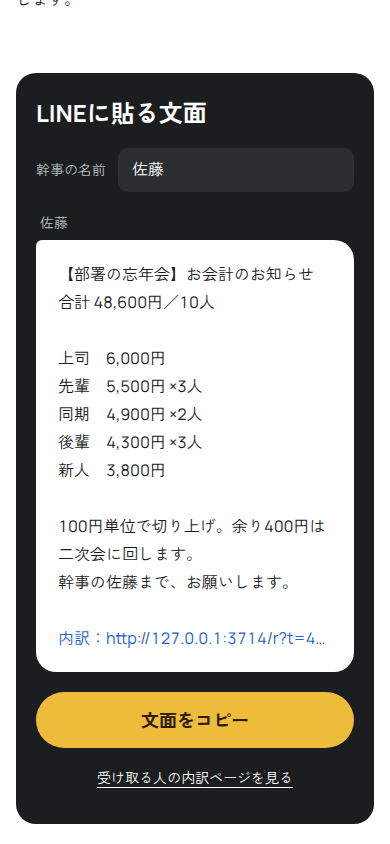 します。
LINEに貼る文面
幹事の名前
佐藤
佐藤
【部署の忘年会】お会計のお知らせ
合計 48,600円／10人
上司　6,000円
先輩　5,500円 ×3人
同期　4,900円 ×2人
後輩　4,300円 ×3人
新人　3,800円
100円単位で切り上げ。余り400円は
二次会に回します。
幹事の佐藤まで、お願いします。
内訳：http://127.0.0.1:3714/r?t=4…
文面をコピー
受け取る人の内訳ページを見る